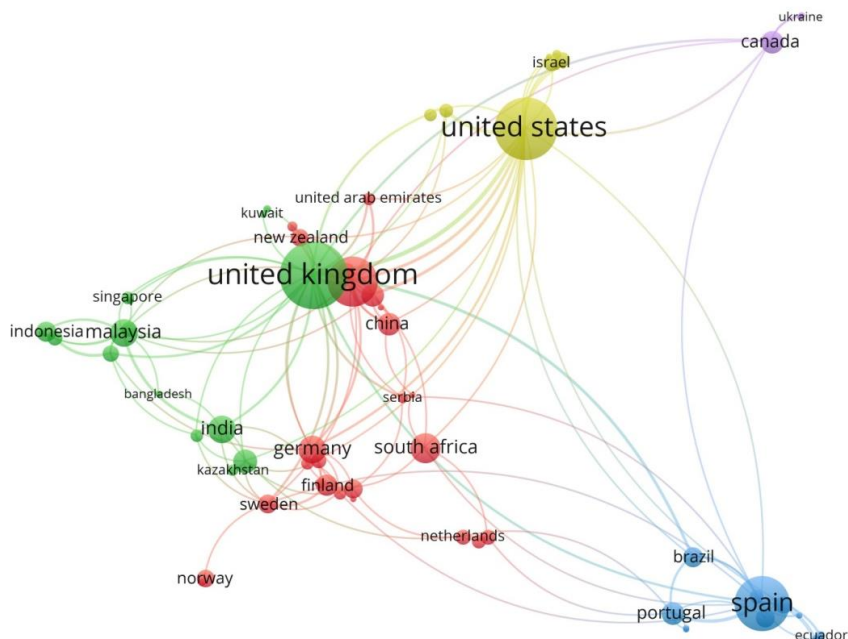 ukraine
canada
israel
united states
united arab emirates
kuwait
new zealand
united kingdom
singapore
china
indonesia
malaysia
bangladesh
serbia
india
germany
south africa
kazakhstan
finland
sweden
netherlands
brazil
norway
spain
portugal
ecuador